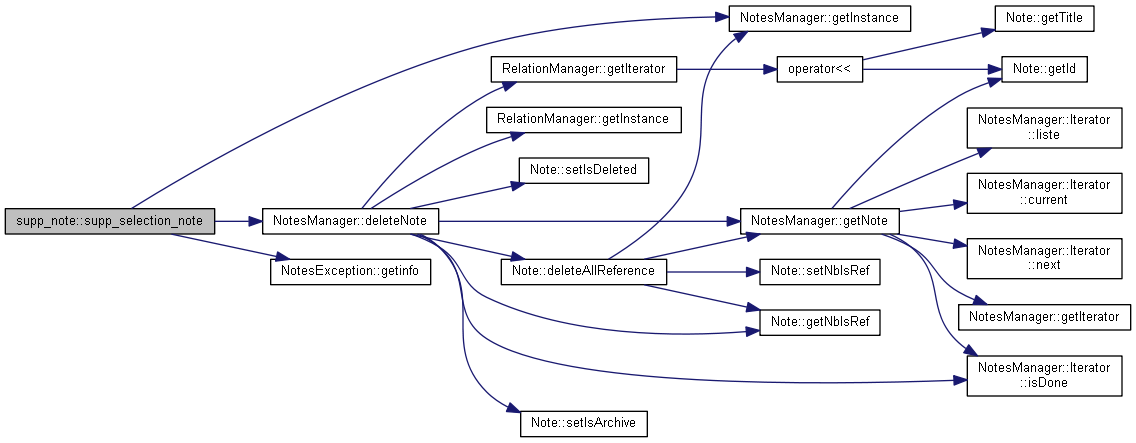 supp_note::supp_selection_note
NotesManager::deleteNote
NotesException::getinfo
RelationManager::getIterator
RelationManager::getInstance
Note::setIsDeleted
Note::deleteAllReference
Note::setIsArchive
NotesManager::getInstance
operator<<
NotesManager::getNote
Note::setNbIsRef
Note::getNbIsRef
Note::getTitle
Note::getId
NotesManager::Iterator
::liste
NotesManager::Iterator
::current
NotesManager::Iterator
::next
NotesManager::getIterator
NotesManager::Iterator
::isDone